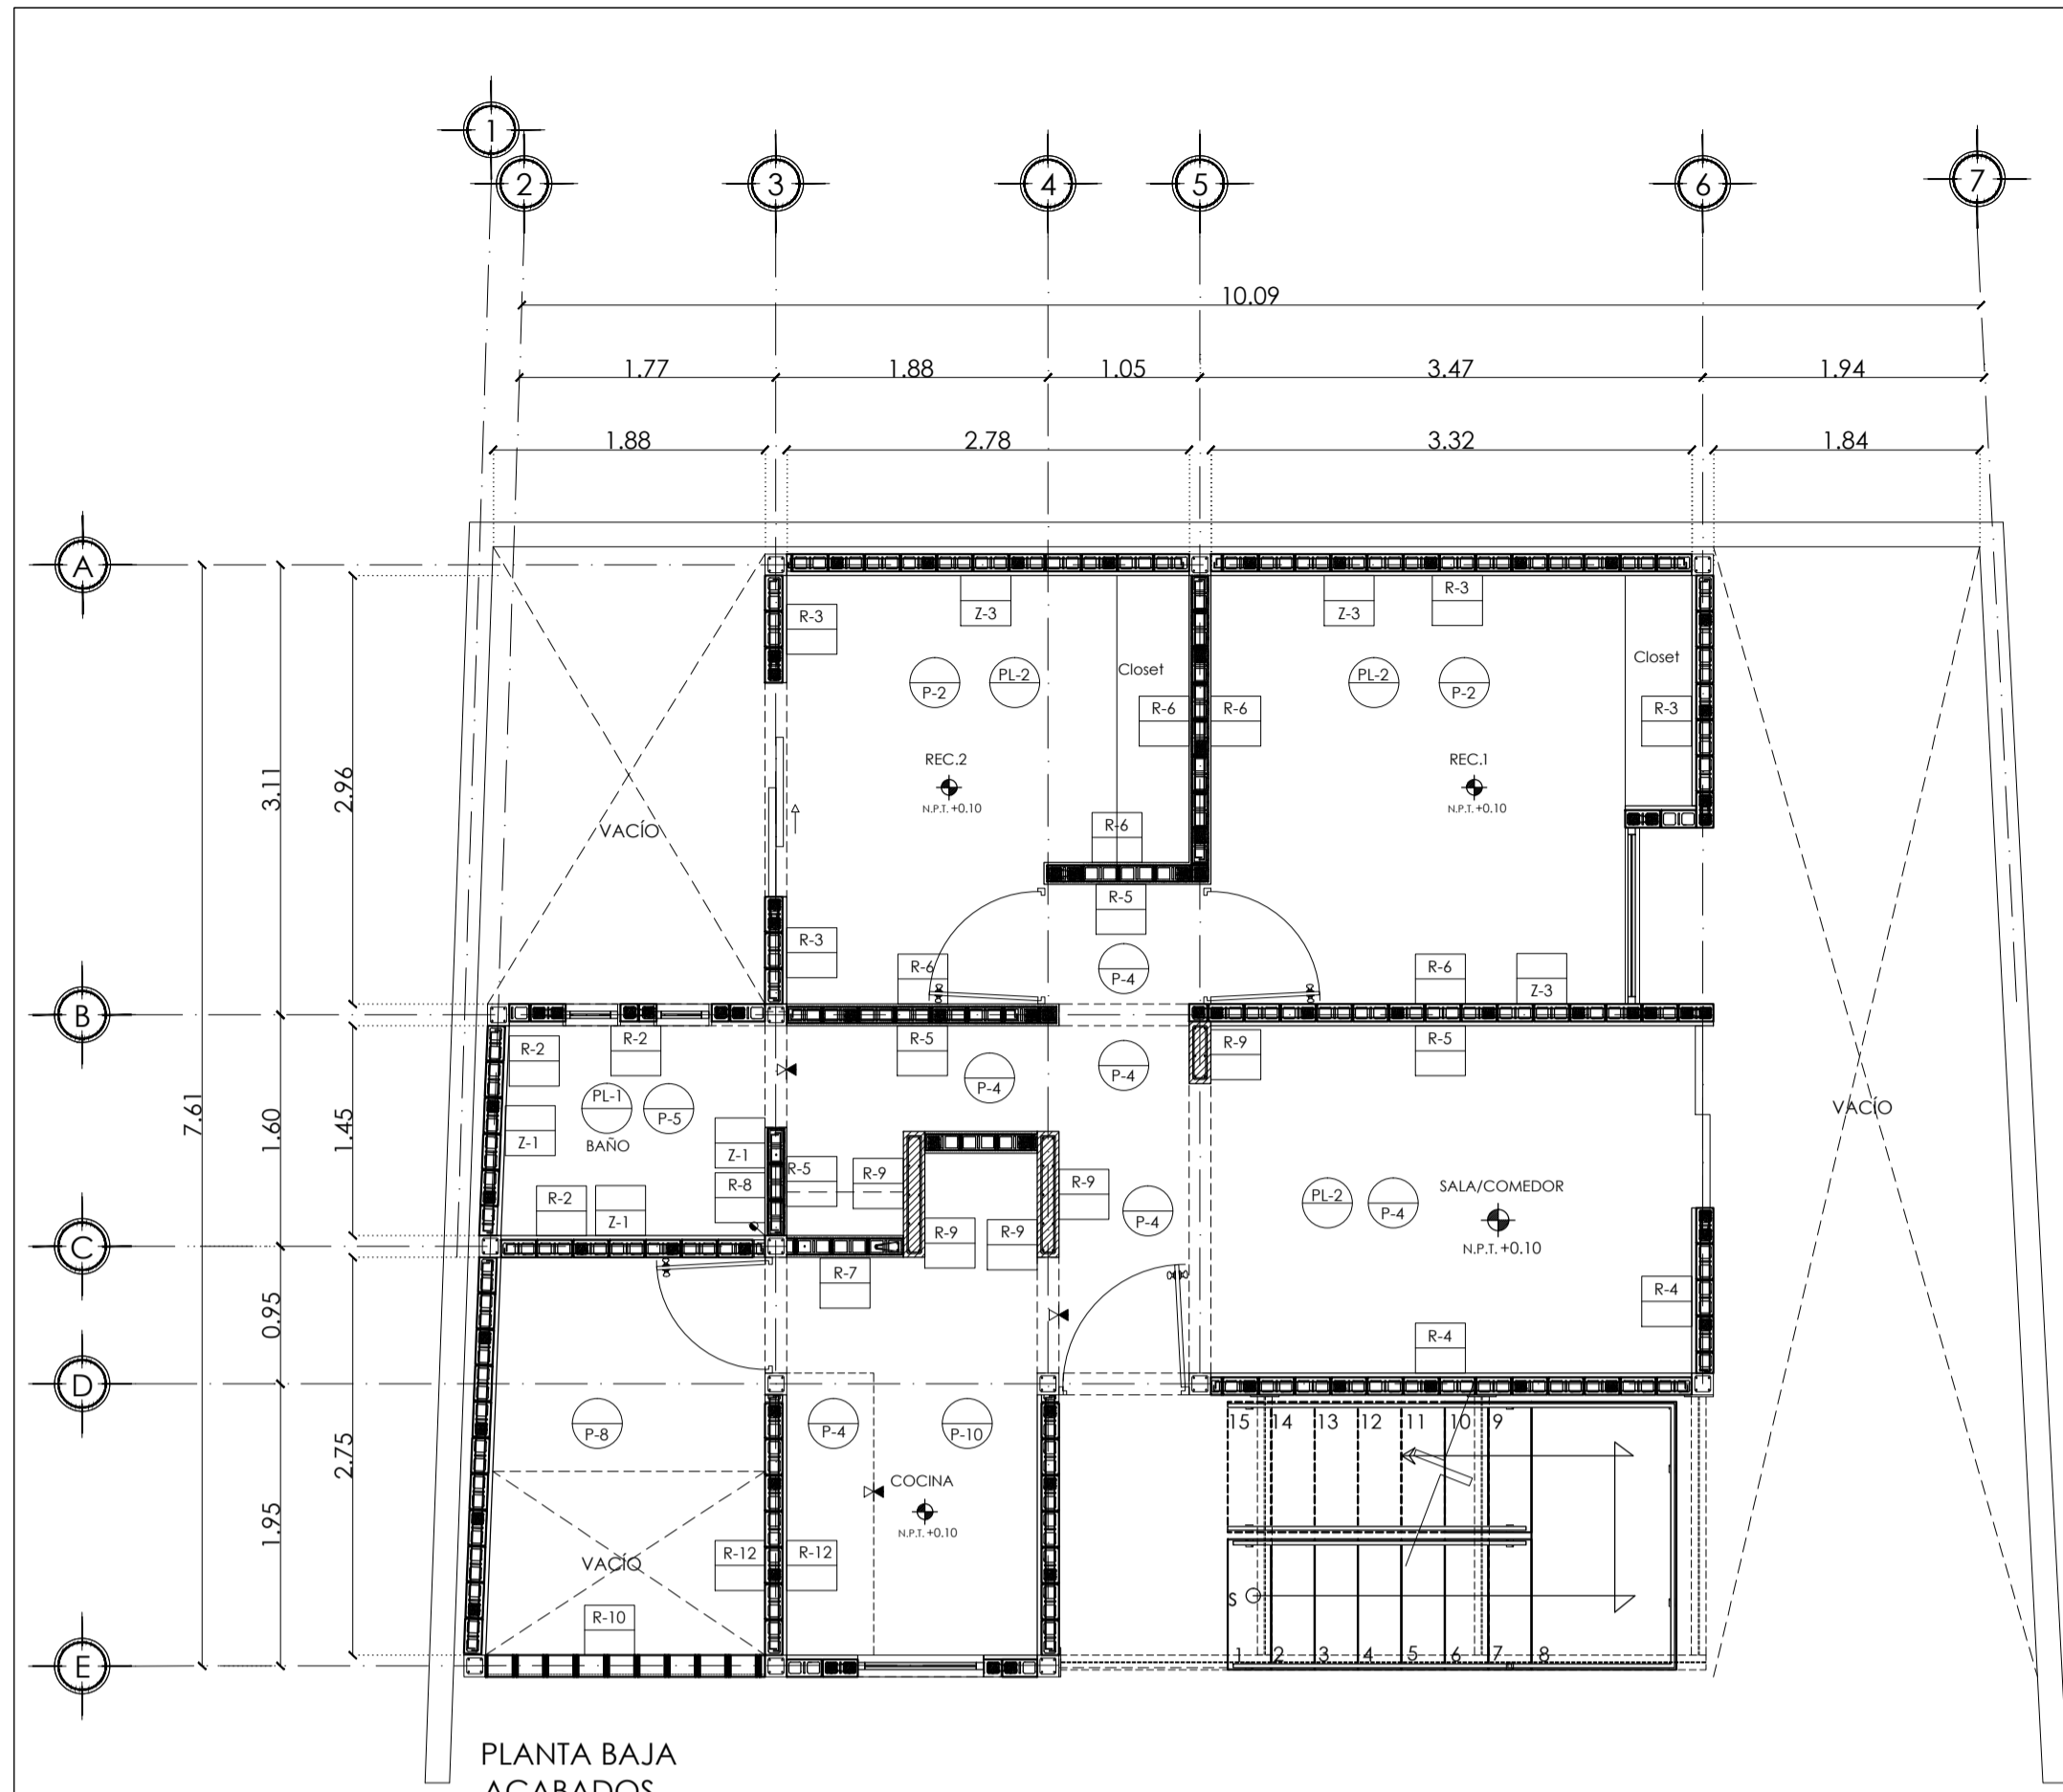 1
2 3 4 5 6 7
10.09
1.77 1.88 1.05 3.47 1.94
1.88 2.78 3.32 1.84
A
Z-3 Z-3 R-3
R-3
Closet Closet
PL-2 PL-2
P-2 P-2
R-6 R-6 R-3
REC.2 REC.1
N.P.T. +0.10 N.P.T. +0.10
3.11 2.96
VACÍO
R-6
R-5
R-3
R-6 P-4 R-6
Z-3
B
R-2 R-2 R-5 R-9 R-5
P-4 P-4
PL-1 P-5
7.61 1.60 1.45
VACÍO
Z-1 BAÑO Z-1
R-5 R-9 R-9
R-2 Z-1 R-8
PL-2 P-4 SALA/COMEDOR
P-4
R-9 R-9
N.P.T. +0.10
C
R-7 R-4
0.95
R-4
D
P-8 P-4 P-10
15 14 13 12 11 10 9
2.75
COCINA
N.P.T. +0.10
1.95
VACÍO R-12 R-12
S
R-10
1 2 3 4 5 6 7 8
E
PLANTA BAJA
ACABADOS